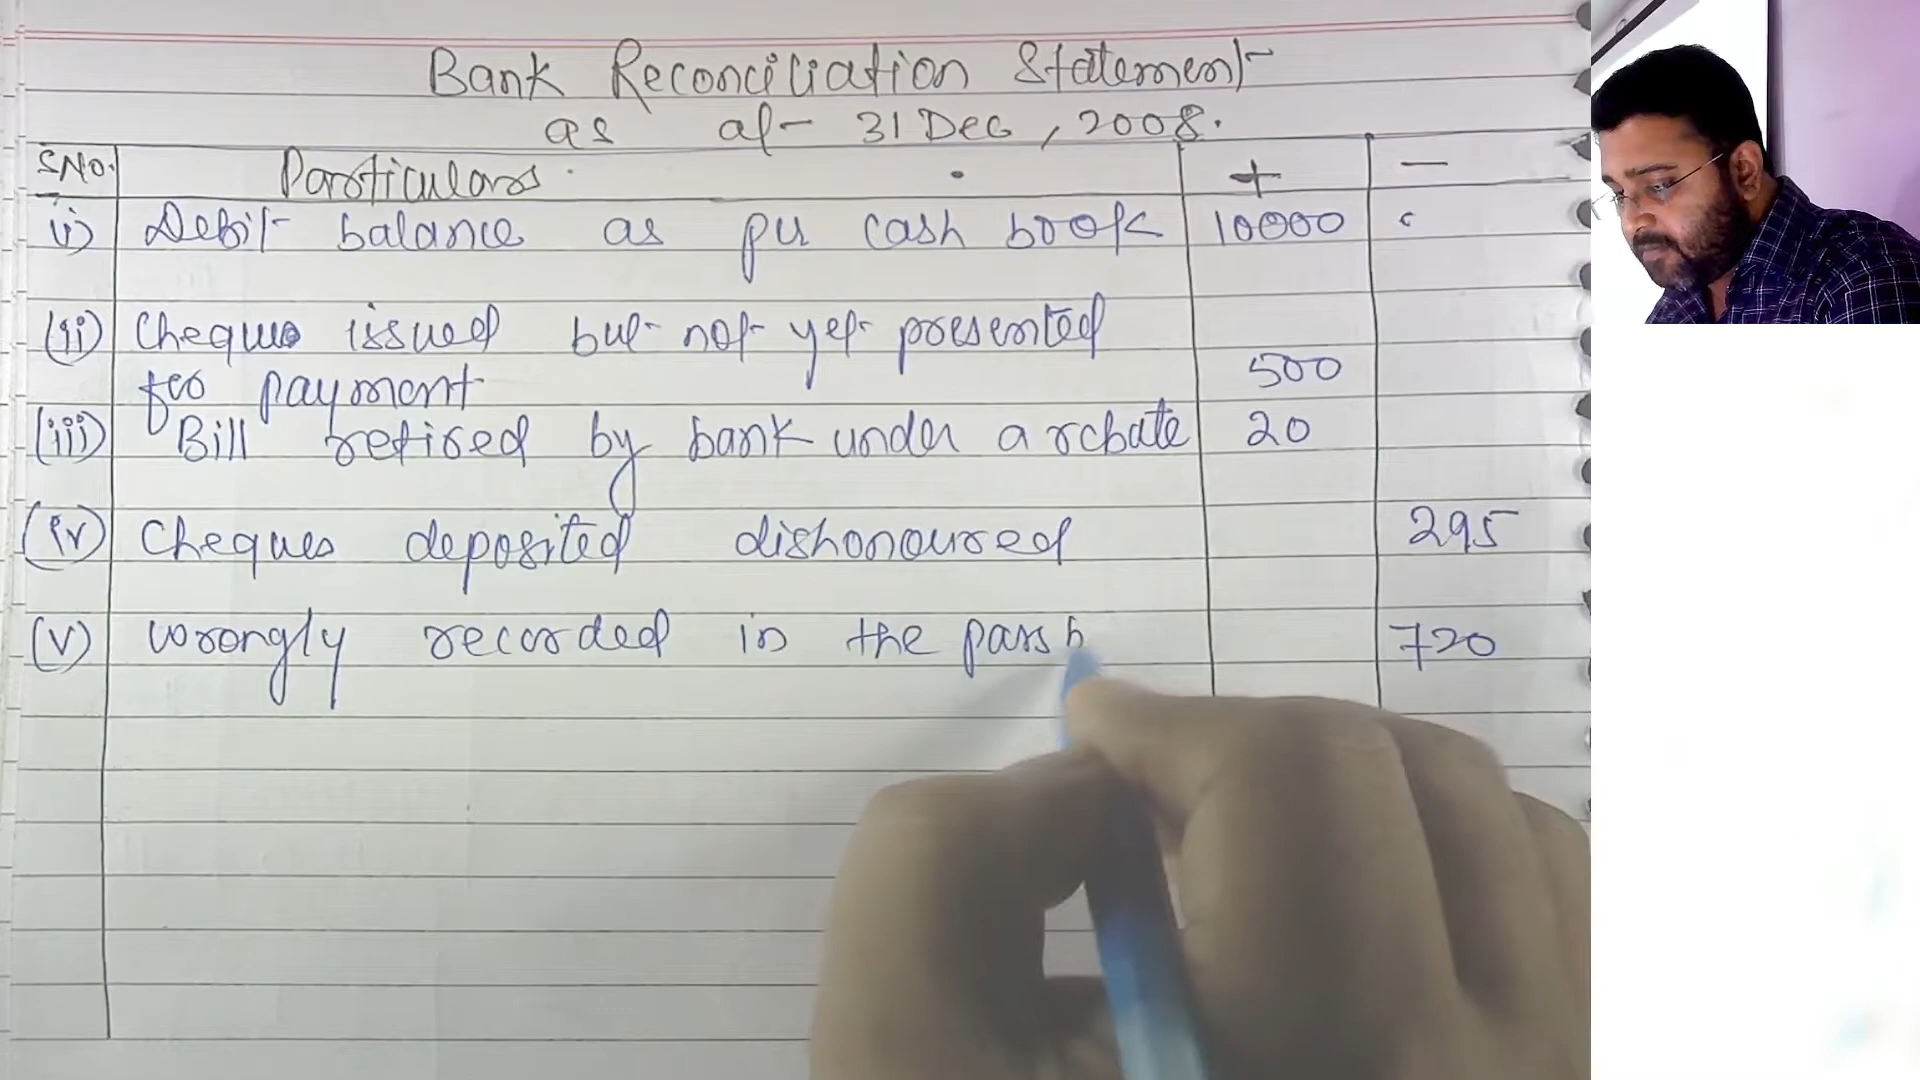 Bank Reconciliation Statement
as at 31 Dec, 2008.
S.No. Particulars + -
(i) Debit balance as per cash book 10000
(ii) Cheques issued but not yet presented
for payment 500
(iii) Bill retired by bank under a rebate 20
(iv) Cheques deposited dishonoured 295
(v) wrongly recorded in the pass b 720